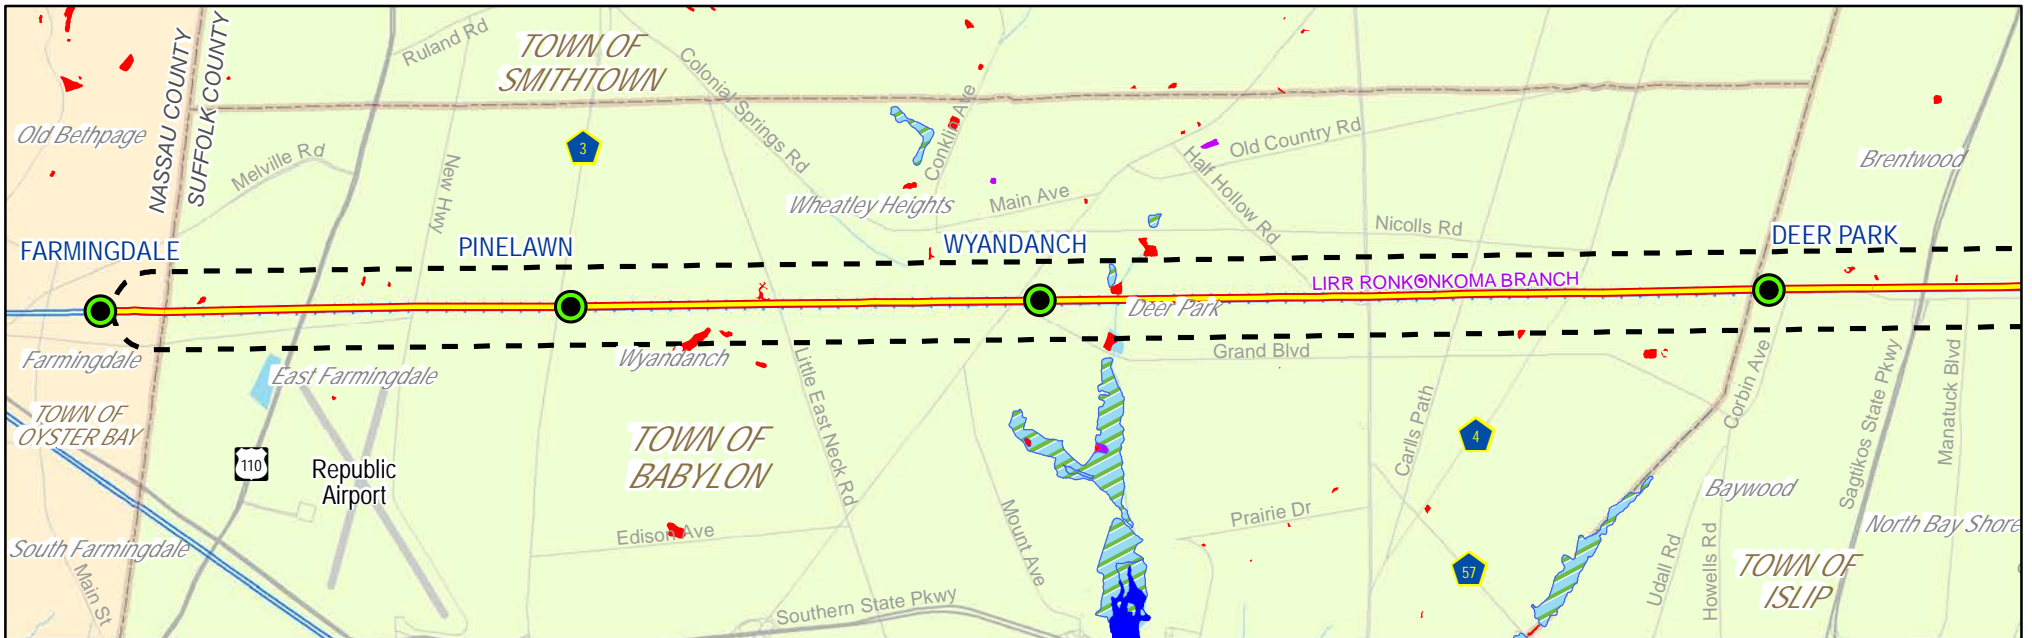 NASSAU COUNTY
SUFFOLK COUNTY
Ruland Rd
TOWN OF
SMITHTOWN
Colonial Springs Rd
Conklin Ave
Old Bethpage
Melville Rd
New Hwy
3
Old Country Rd
Half Hollow Rd
Brentwood
Wheatley Heights
Main Ave
Nicolls Rd
FARMINGDALE
PINELAWN
WYANDANCH
DEER PARK
LIRR RONKONKOMA BRANCH
Deer Park
Farmingdale
East Farmingdale
Wyandanch
Grand Blvd
Little East Neck Rd
Corbin Ave
Sagtikos State Pkwy
Manatuck Blvd
TOWN OF
OYSTER BAY
TOWN OF
BABYLON
Carlls Path
4
110
Republic
Airport
Baywood
Edison Ave
Mount Ave
Prairie Dr
North Bay Shore
South Farmingdale
Main St
57
Udall Rd
Howells Rd
TOWN OF
ISLIP
Southern State Pkwy